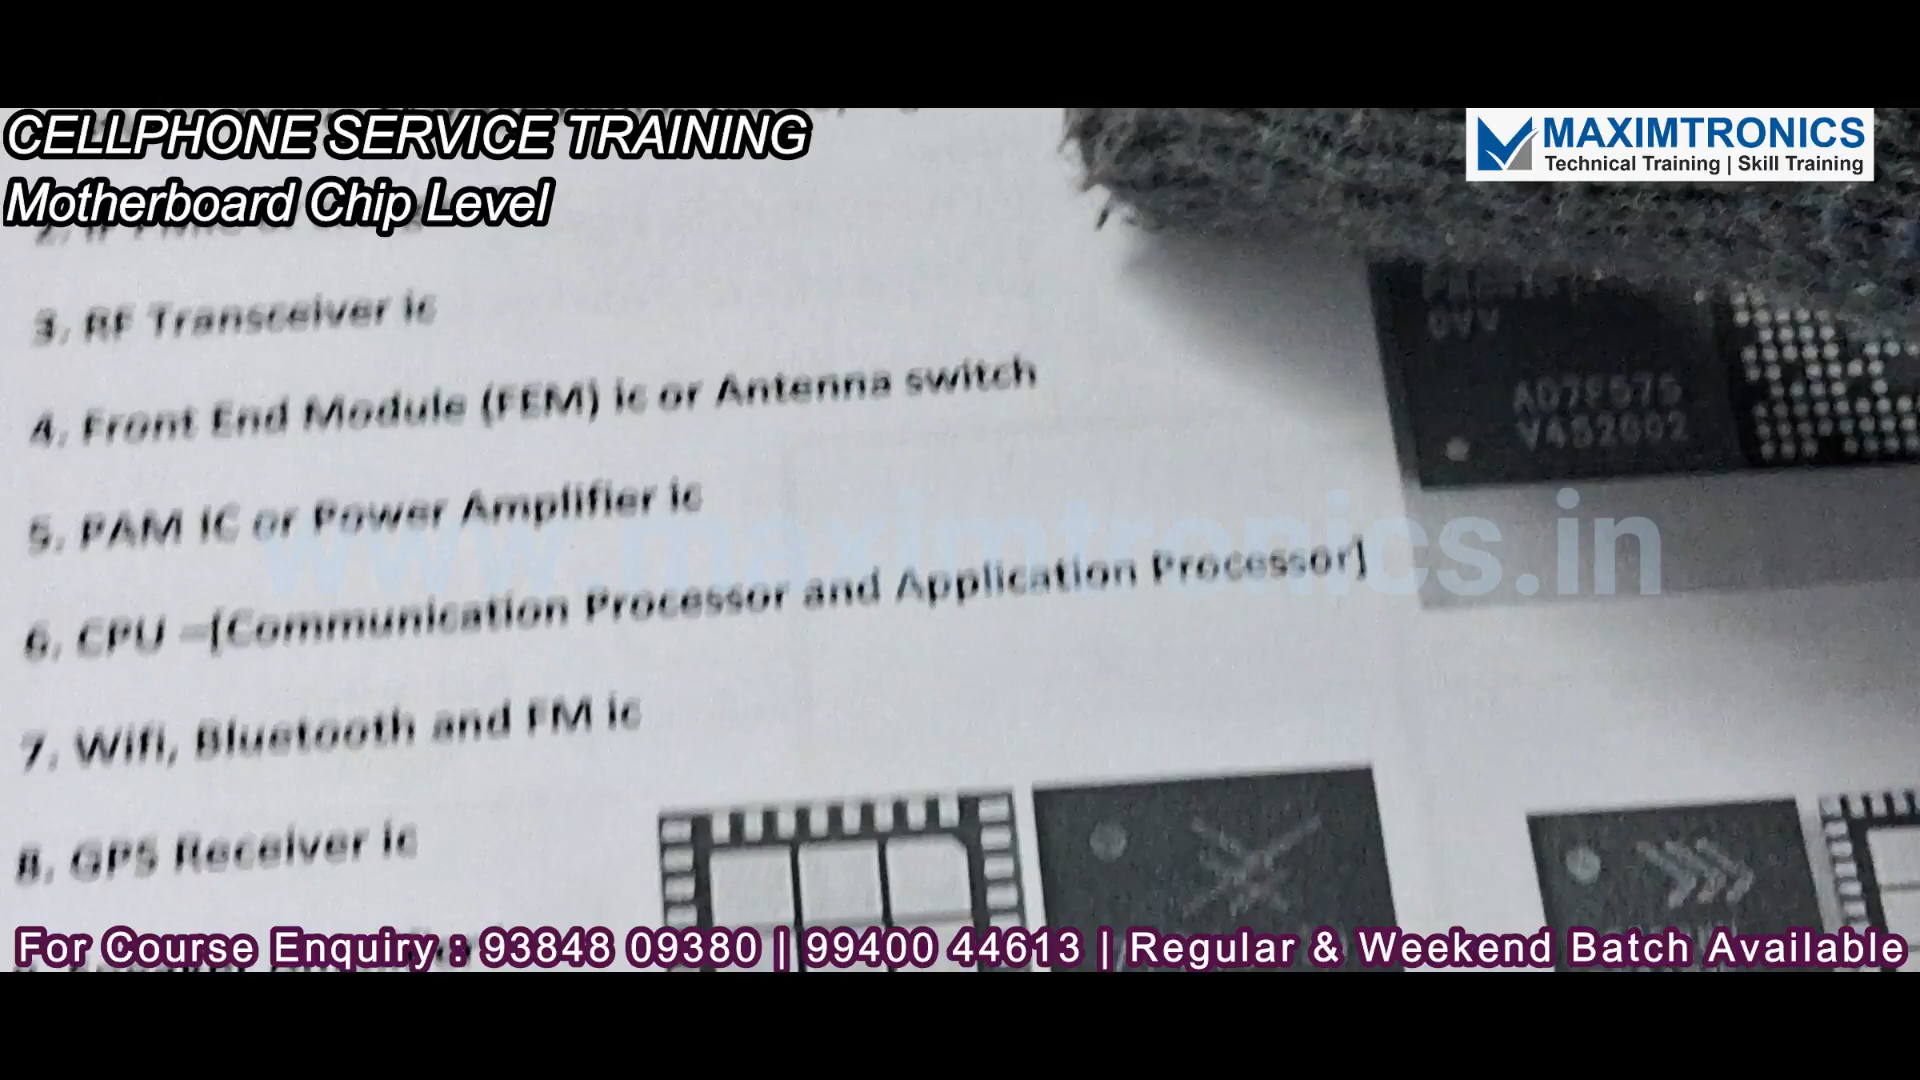 CELLPHONE SERVICE TRAINING
Motherboard Chip Level
MAXIMTRONICS
Technical Training | Skill Training
3. RF Transceiver ic
4. Front End Module (FEM) ic or Antenna switch
5. PAM IC or Power Amplifier ic
6. CPU –[Communication Processor and Application Processor]
7. Wifi, Bluetooth and FM ic
8. GPS Receiver ic
0VV
A07F575
V4S2002
www.maximtronics.in
For Course Enquiry : 93848 09380 | 99400 44613 | Regular & Weekend Batch Available